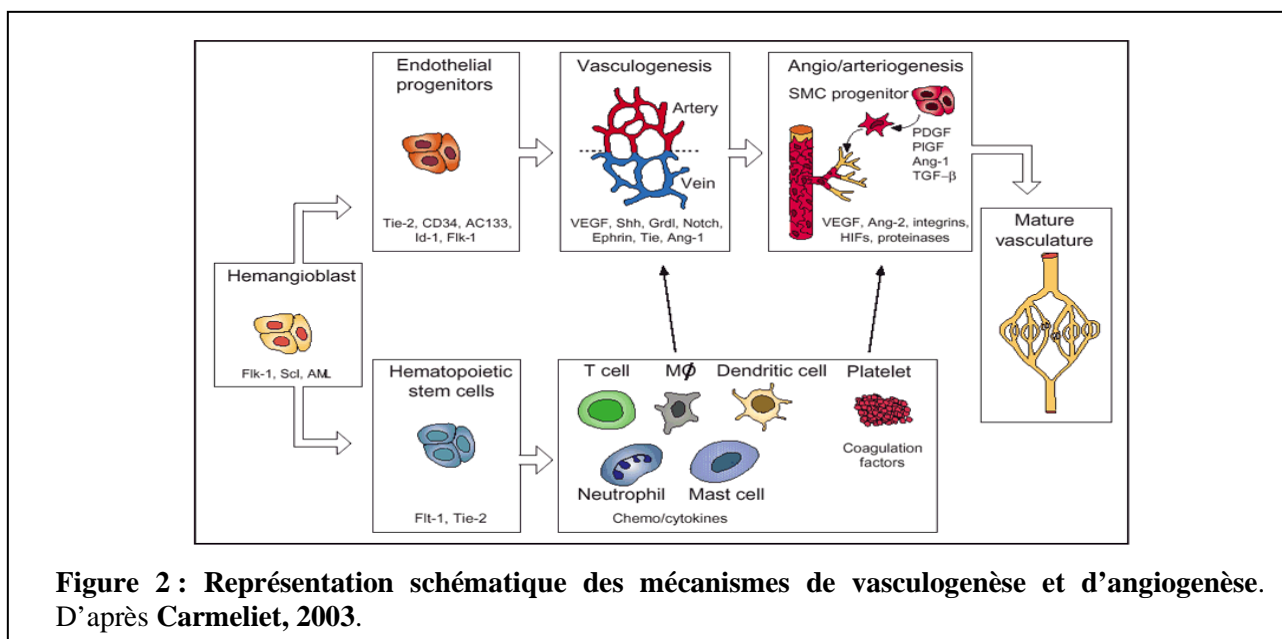 Endothelial
progenitors
Tie-2, CD34, AC133,
Id-1, Flk-1
Vasculogenesis
Artery
Vein
VEGF, Shh, Grdl, Notch,
Ephrin, Tie, Ang-1
Angio/arteriogenesis
SMC progenitor
PDGF
PlGF
Ang-1
TGF–β
VEGF, Ang-2, integrins,
HIFs, proteinases
Mature
vasculature
Hemangioblast
Flk-1, Scl, AML
Hematopoietic
stem cells
Flt-1, Tie-2
T cell
MΦ
Dendritic cell
Platelet
Coagulation
factors
Neutrophil
Mast cell
Chemo/cytokines
Figure 2 : Représentation schématique des mécanismes de vasculogenèse et d’angiogenèse.
D’après Carmeliet, 2003.